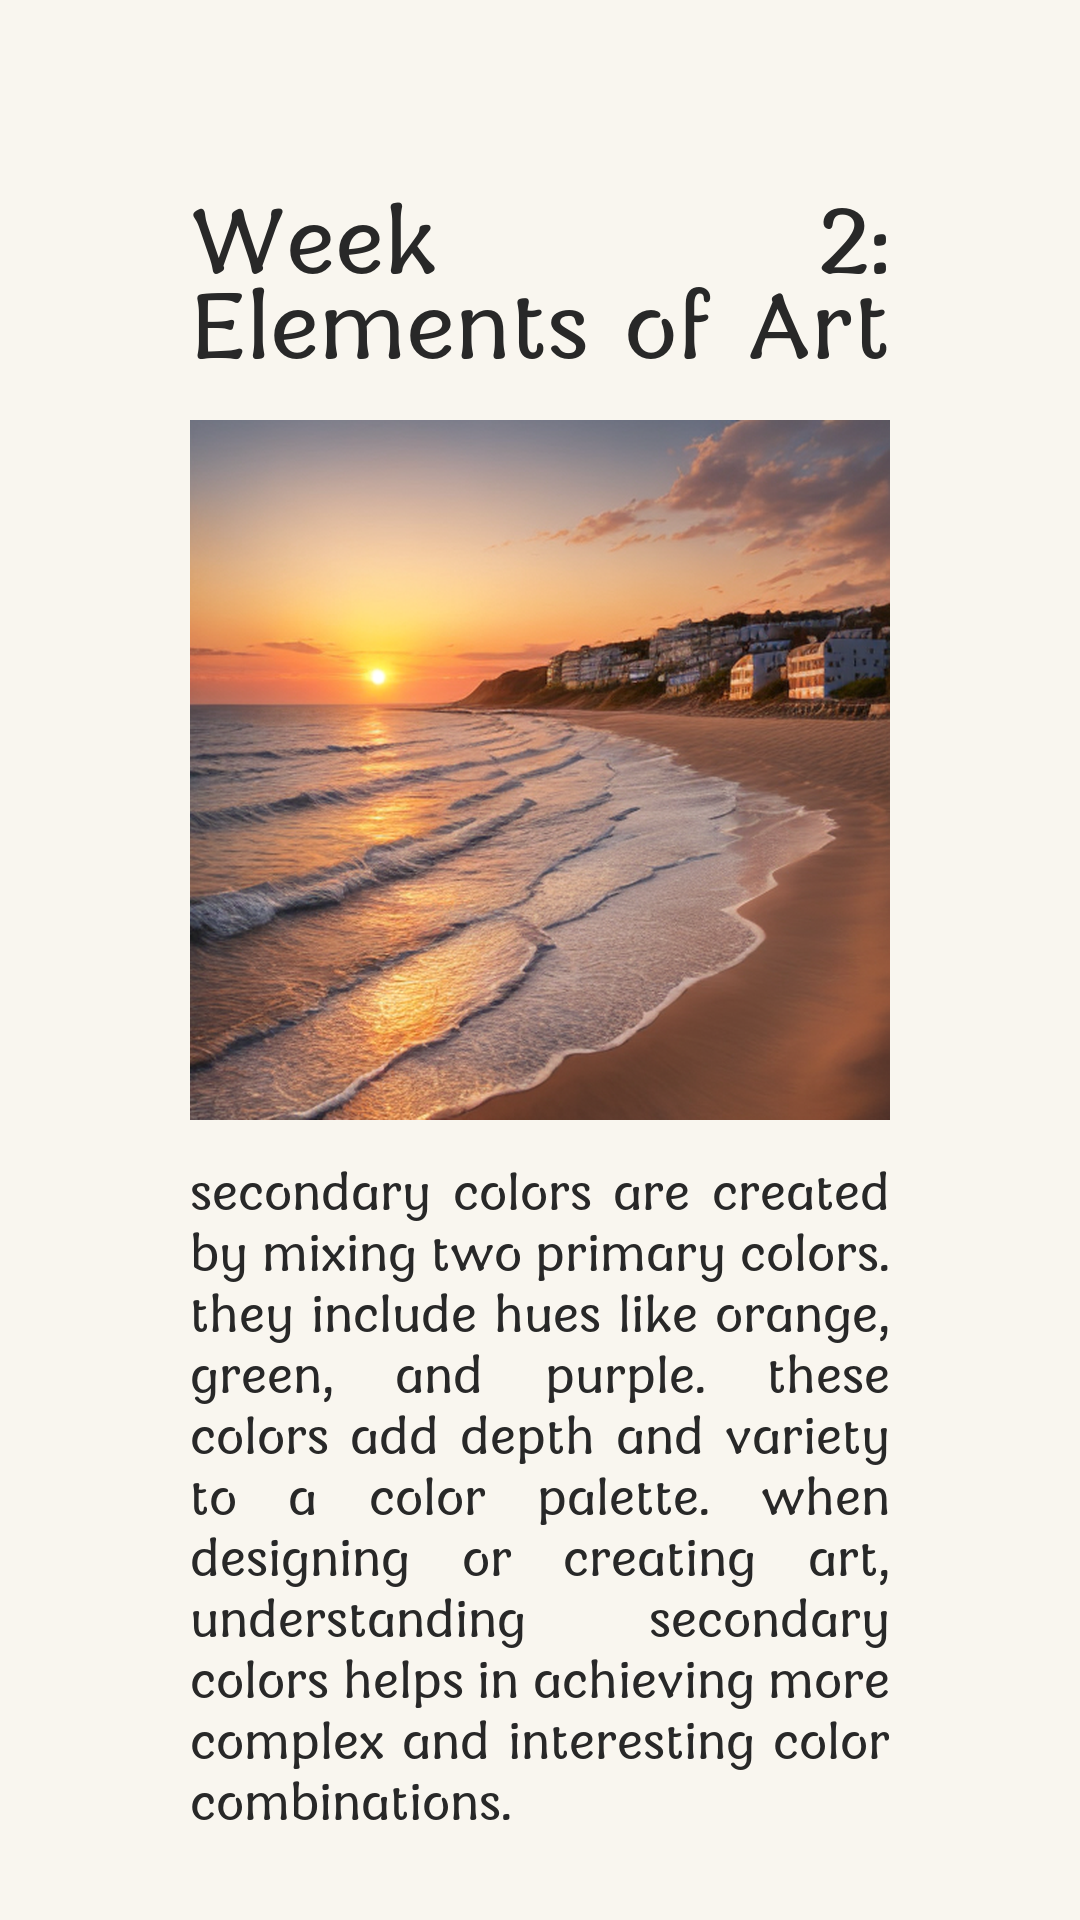 Week 2:
Elements of Art
secondary colors are created
by mixing two primary colors.
they include hues like orange,
green, and purple. these
colors add depth and variety
to a color palette. when
designing or creating art,
understanding secondary
colors helps in achieving more
complex and interesting color
combinations.